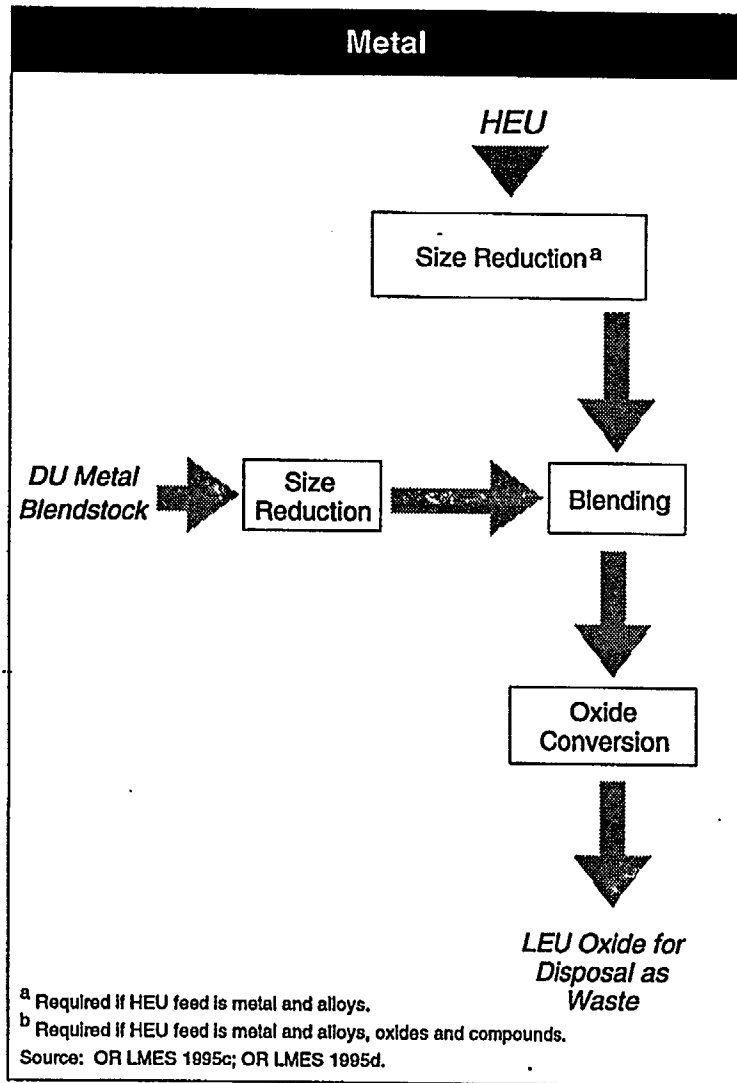 Metal
HEU
Size Reductionᵃ
DU Metal
Blendstock
Size
Reduction
Blending
Oxide
Conversion
LEU Oxide for
Disposal as
Waste
ᵃ Required if HEU feed is metal and alloys.
ᵇ Required if HEU feed is metal and alloys, oxides and compounds.
Source: OR LMES 1995c; OR LMES 1995d.